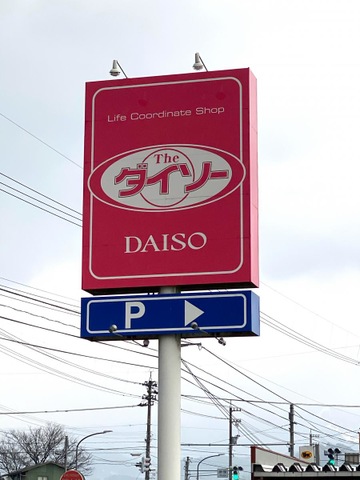 Life Coordinate Shop
The
ダイソー
DAISO
P